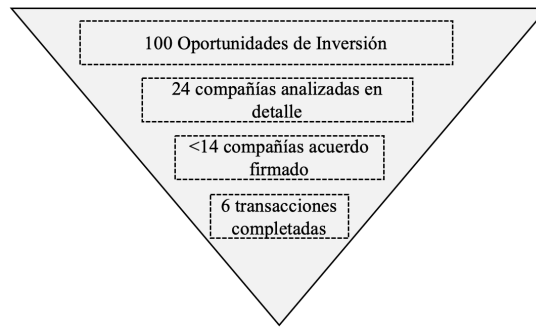 100 Oportunidades de Inversión
24 compañías analizadas en
detalle
<14 compañías acuerdo
firmado
6 transacciones
completadas